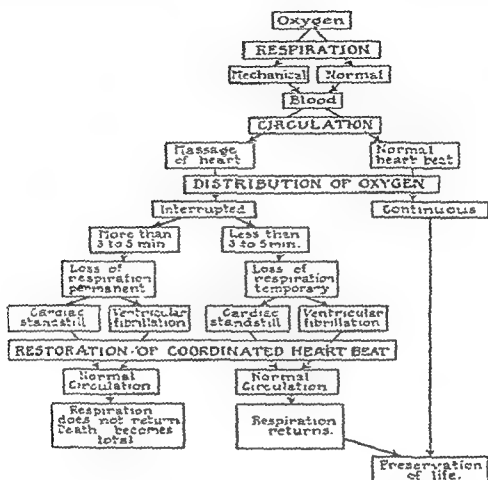 Oxygen
RESPIRATION
Mechanical Normal
Blood
CIRCULATION
Massage
of heart
Normal
heart beat
DISTRIBUTION OF OXYGEN
Interrupted
Continuous
More than
3 to 5 min
Less than
3 to 5 min.
Loss of
respiration
permanent
Loss of
respiration
temporary
Cardiac
standstill
Ventricular
fibrillation
Cardiac
standstill
Ventricular
fibrillation
RESTORATION OF COORDINATED HEART BEAT
Normal
Circulation
Normal
Circulation
Respiration
does not return
Death becomes
total
Respiration
returns.
Preservation
of life.